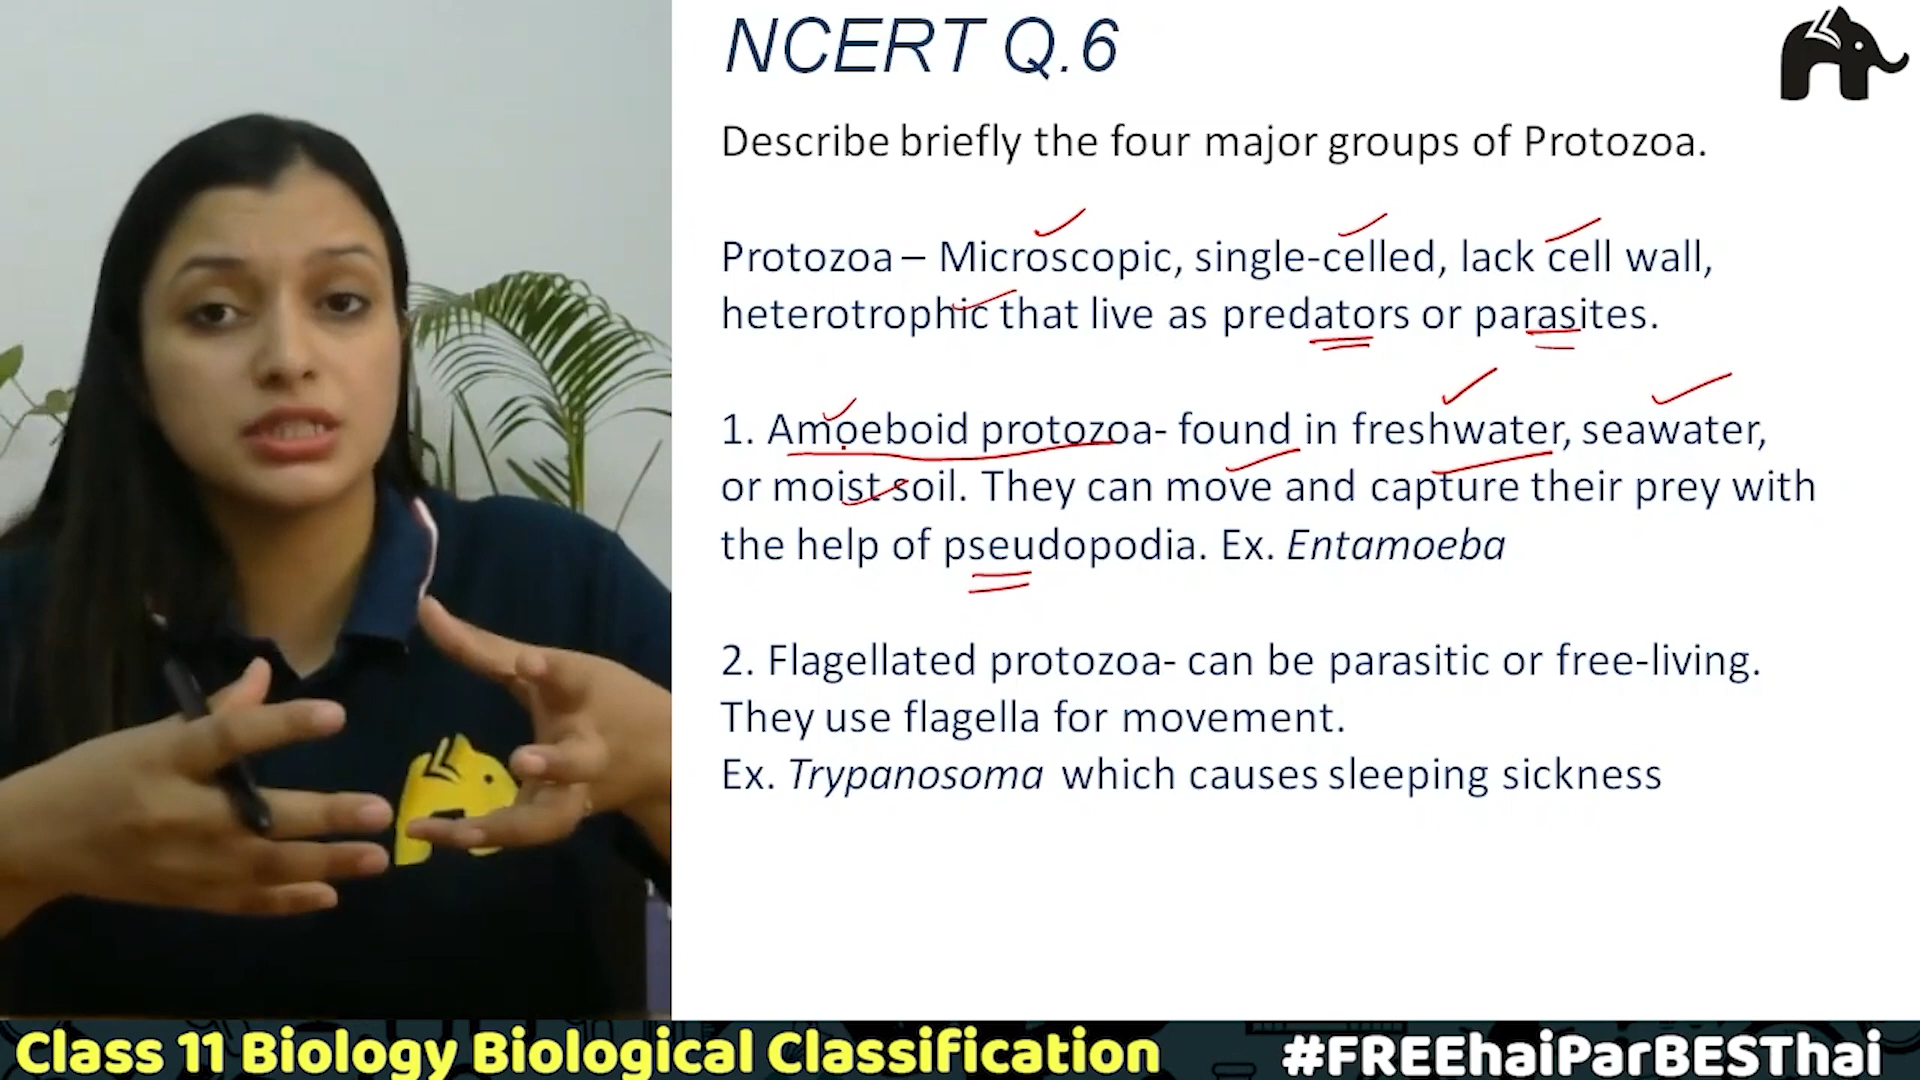 NCERT Q.6
Describe briefly the four major groups of Protozoa.
Protozoa – Microscopic, single-celled, lack cell wall,
heterotrophic that live as predators or parasites.
1. Amoeboid protozoa- found in freshwater, seawater,
or moist soil. They can move and capture their prey with
the help of pseudopodia. Ex. Entamoeba
2. Flagellated protozoa- can be parasitic or free-living.
They use flagella for movement.
Ex. Trypanosoma which causes sleeping sickness
Class 11 Biology Biological Classification
#FREEhaiParBESThai